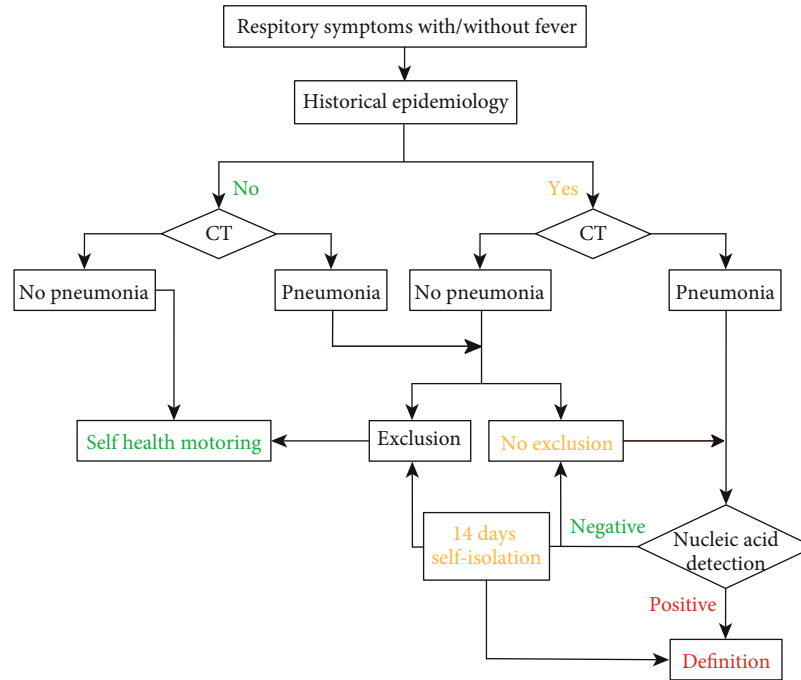 Respitory symptoms with/without fever
Historical epidemiology
No
Yes
CT
CT
No pneumonia
Pneumonia
No pneumonia
Pneumonia
Self health motoring
Exclusion
No exclusion
14 days
self-isolation
Negative
Nucleic acid
detection
Positive
Definition